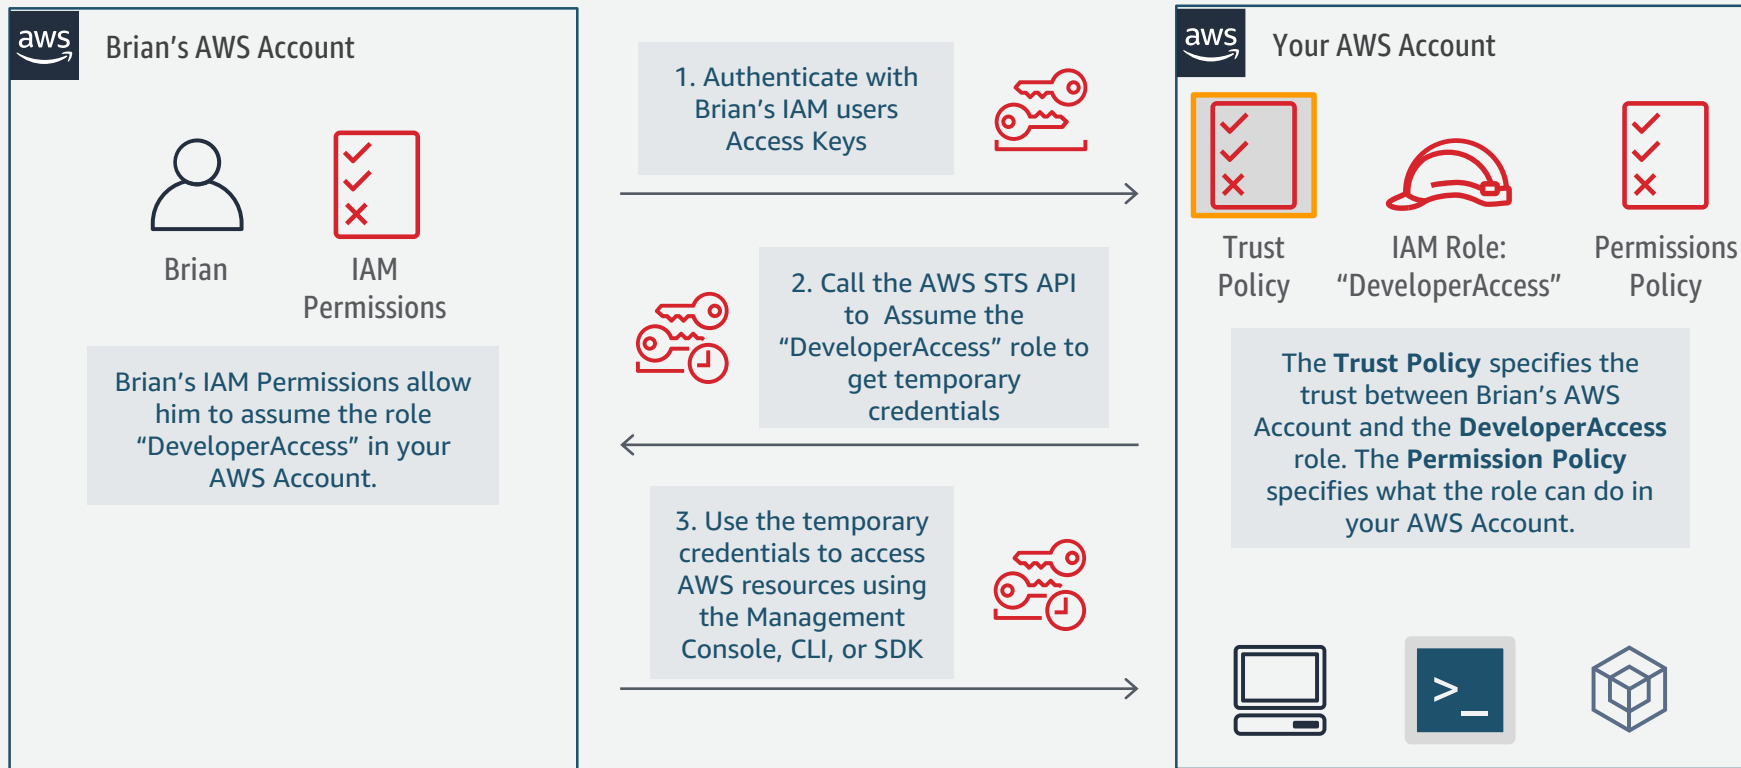 aws
Brian's AWS Account
Brian
IAM
Permissions
Brian's IAM Permissions allow
him to assume the role
“DeveloperAccess” in your
AWS Account.
1. Authenticate with
Brian's IAM users
Access Keys
2. Call the AWS STS API
to Assume the
“DeveloperAccess” role to
get temporary
credentials
3. Use the temporary
credentials to access
AWS resources using
the Management
Console, CLI, or SDK
aws
Your AWS Account
Trust
Policy
IAM Role:
“DeveloperAccess”
Permissions
Policy
The Trust Policy specifies the
trust between Brian's AWS
Account and the DeveloperAccess
role. The Permission Policy
specifies what the role can do in
your AWS Account.
>_